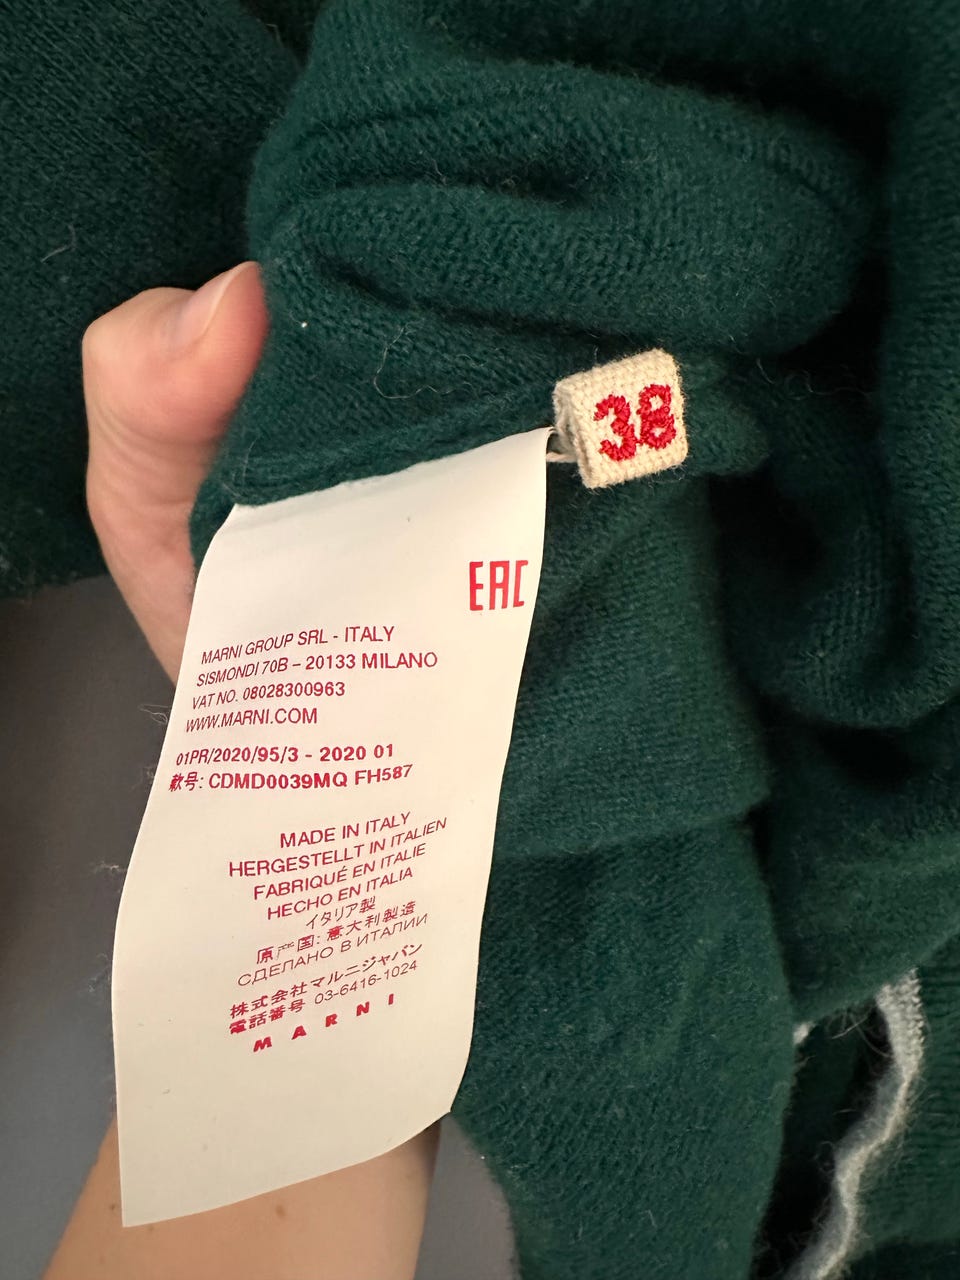 38
EAC
MARNI GROUP SRL - ITALY
SISMONDI 70B – 20133 MILANO
VAT NO. 08028300963
WWW.MARNI.COM
01PR/2020/95/3 - 2020 01
款号: CDMD0039MQ FH587
MADE IN ITALY
HERGESTELLT IN ITALIEN
FABRIQUÉ EN ITALIE
HECHO EN ITALIA
イタリア製
原产国: 意大利製造
СДЕЛАНО В ИТАЛИИ
株式会社マルニジャパン
電話番号 03-6416-1024
MARNI